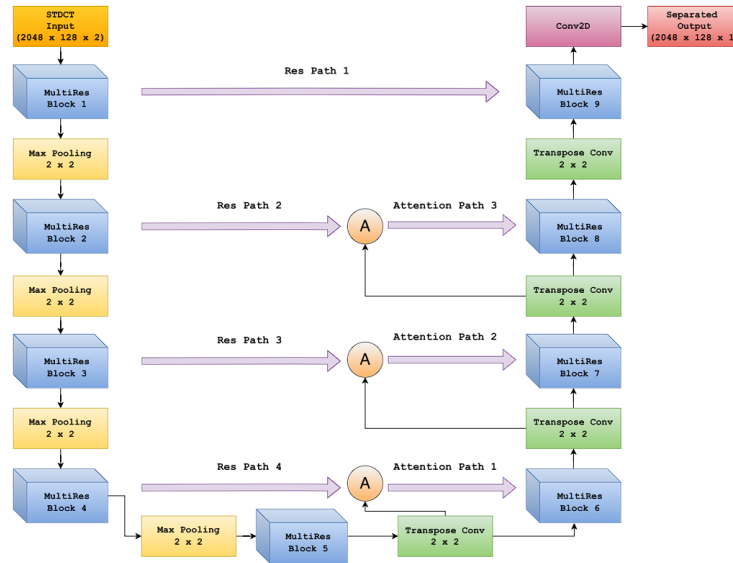 STDCT
Input
(2048 x 128 x 2)
Conv2D
Separated
Output
(2048 x 128 x 1
Res Path 1
MultiRes
Block 1
MultiRes
Block 9
Max Pooling
2 x 2
Transpose Conv
2 x 2
Res Path 2
Attention Path 3
MultiRes
Block 2
A
MultiRes
Block 8
Max Pooling
2 x 2
Transpose Conv
2 x 2
Res Path 3
Attention Path 2
MultiRes
Block 3
A
MultiRes
Block 7
Max Pooling
2 x 2
Transpose Conv
2 x 2
Res Path 4
Attention Path 1
MultiRes
Block 4
A
MultiRes
Block 6
Max Pooling
2 x 2
MultiRes
Block 5
Transpose Conv
2 x 2